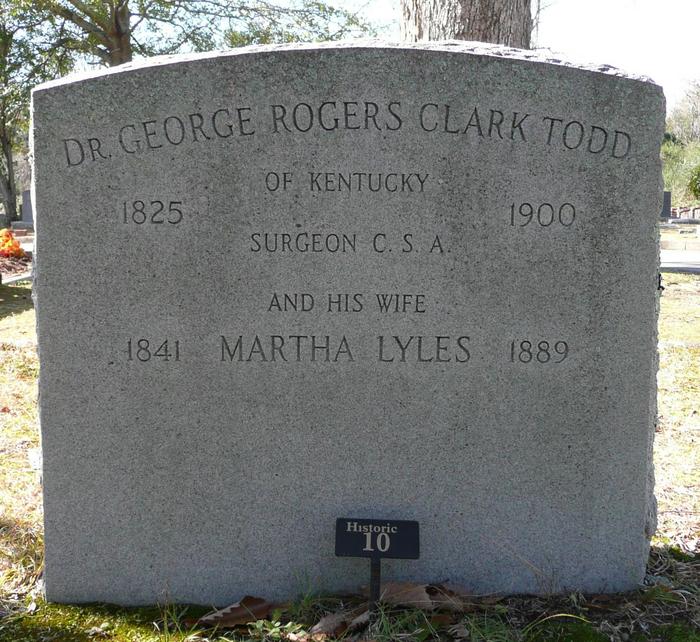 DR. GEORGE ROGERS CLARK TODD
OF KENTUCKY
1825 1900
SURGEON C. S. A
AND HIS WIFE
1841 MARTHA LYLES 1889
Historic
10